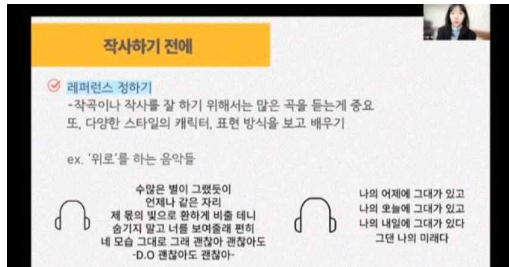 작사하기 전에
레퍼런스 정하기
-작곡이나 작사를 잘 하기 위해서는 많은 곡을 듣는게 중요
또, 다양한 스타일의 캐릭터, 표현 방식을 보고 배우기
ex. ‘위로’를 하는 음악들
수많은 별이 그랬듯이
언제나 같은 자리
제 몫의 빛으로 환하게 비출 테니
숨기지 말고 너를 보여줄래 편히
네 모습 그대로 그래 괜찮아 괜찮아도
-D.O 괜찮아도 괜찮아-
나의 어제에 그대가 있고
나의 오늘에 그대가 있고
나의 내일에 그대가 있다
그댄 나의 미래다